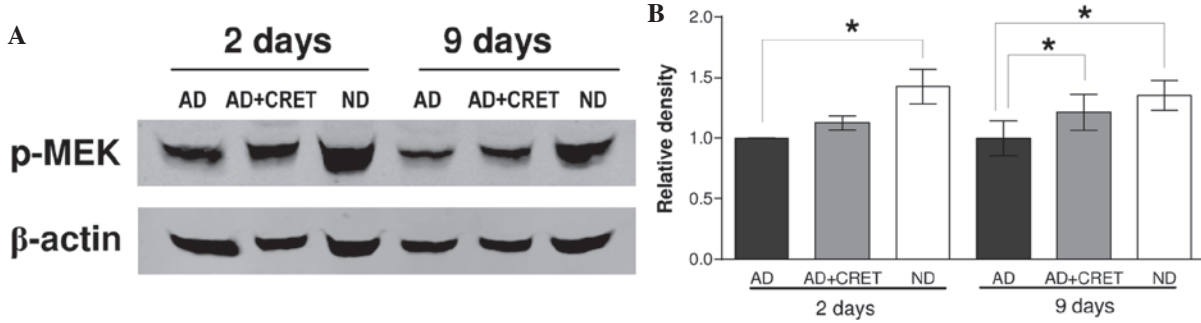 A
2 days 9 days
AD AD+CRET ND AD AD+CRET ND
p-MEK
β-actin
B
Relative density
2.0
1.5
1.0
0.5
0.0
* * *
AD AD+CRET ND AD AD+CRET ND
2 days 9 days